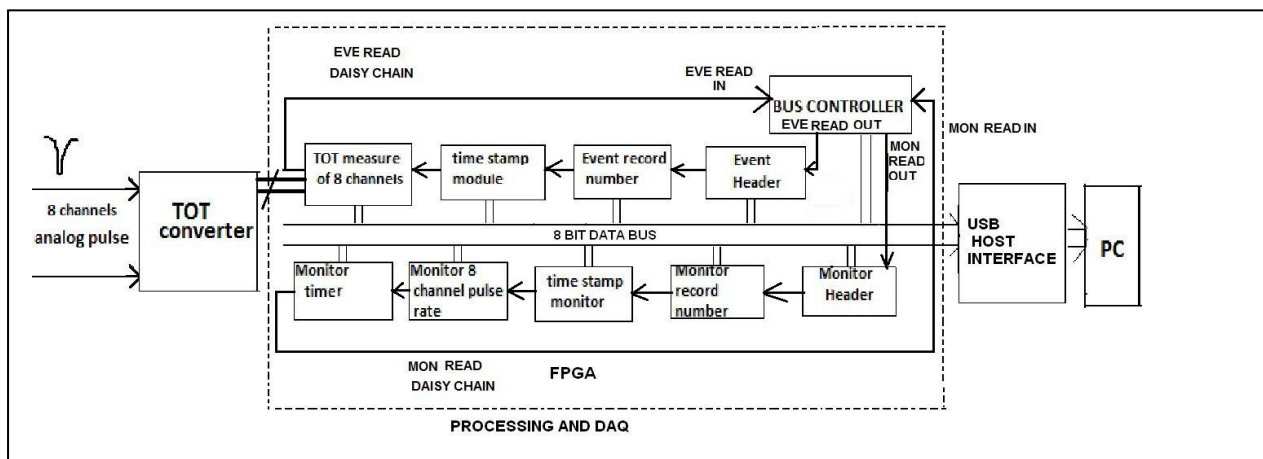 EVE READ
DAISY CHAIN
EVE READ
IN
BUS CONTROLLER
EVE READ OUT
MON READ IN
MON
READ
OUT
8 channels
analog pulse
TOT
converter
TOT measure
of 8 channels
time stamp
module
Event record
number
Event
Header
8 BIT DATA BUS
USB
HOST
INTERFACE
PC
Monitor
timer
Monitor 8
channel pulse
rate
time stamp
monitor
Monitor
record
number
Monitor
Header
MON READ
DAISY CHAIN
FPGA
PROCESSING AND DAQ